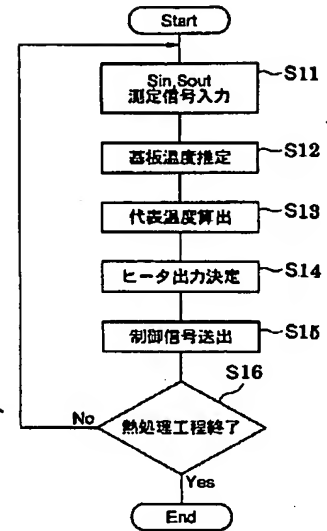 Start
Sin,Sout
測定信号入力
S11
基板温度推定
S12
代表温度算出
S13
ヒータ出力決定
S14
制御信号送出
S15
S16
熱処理工程終了
No
Yes
End